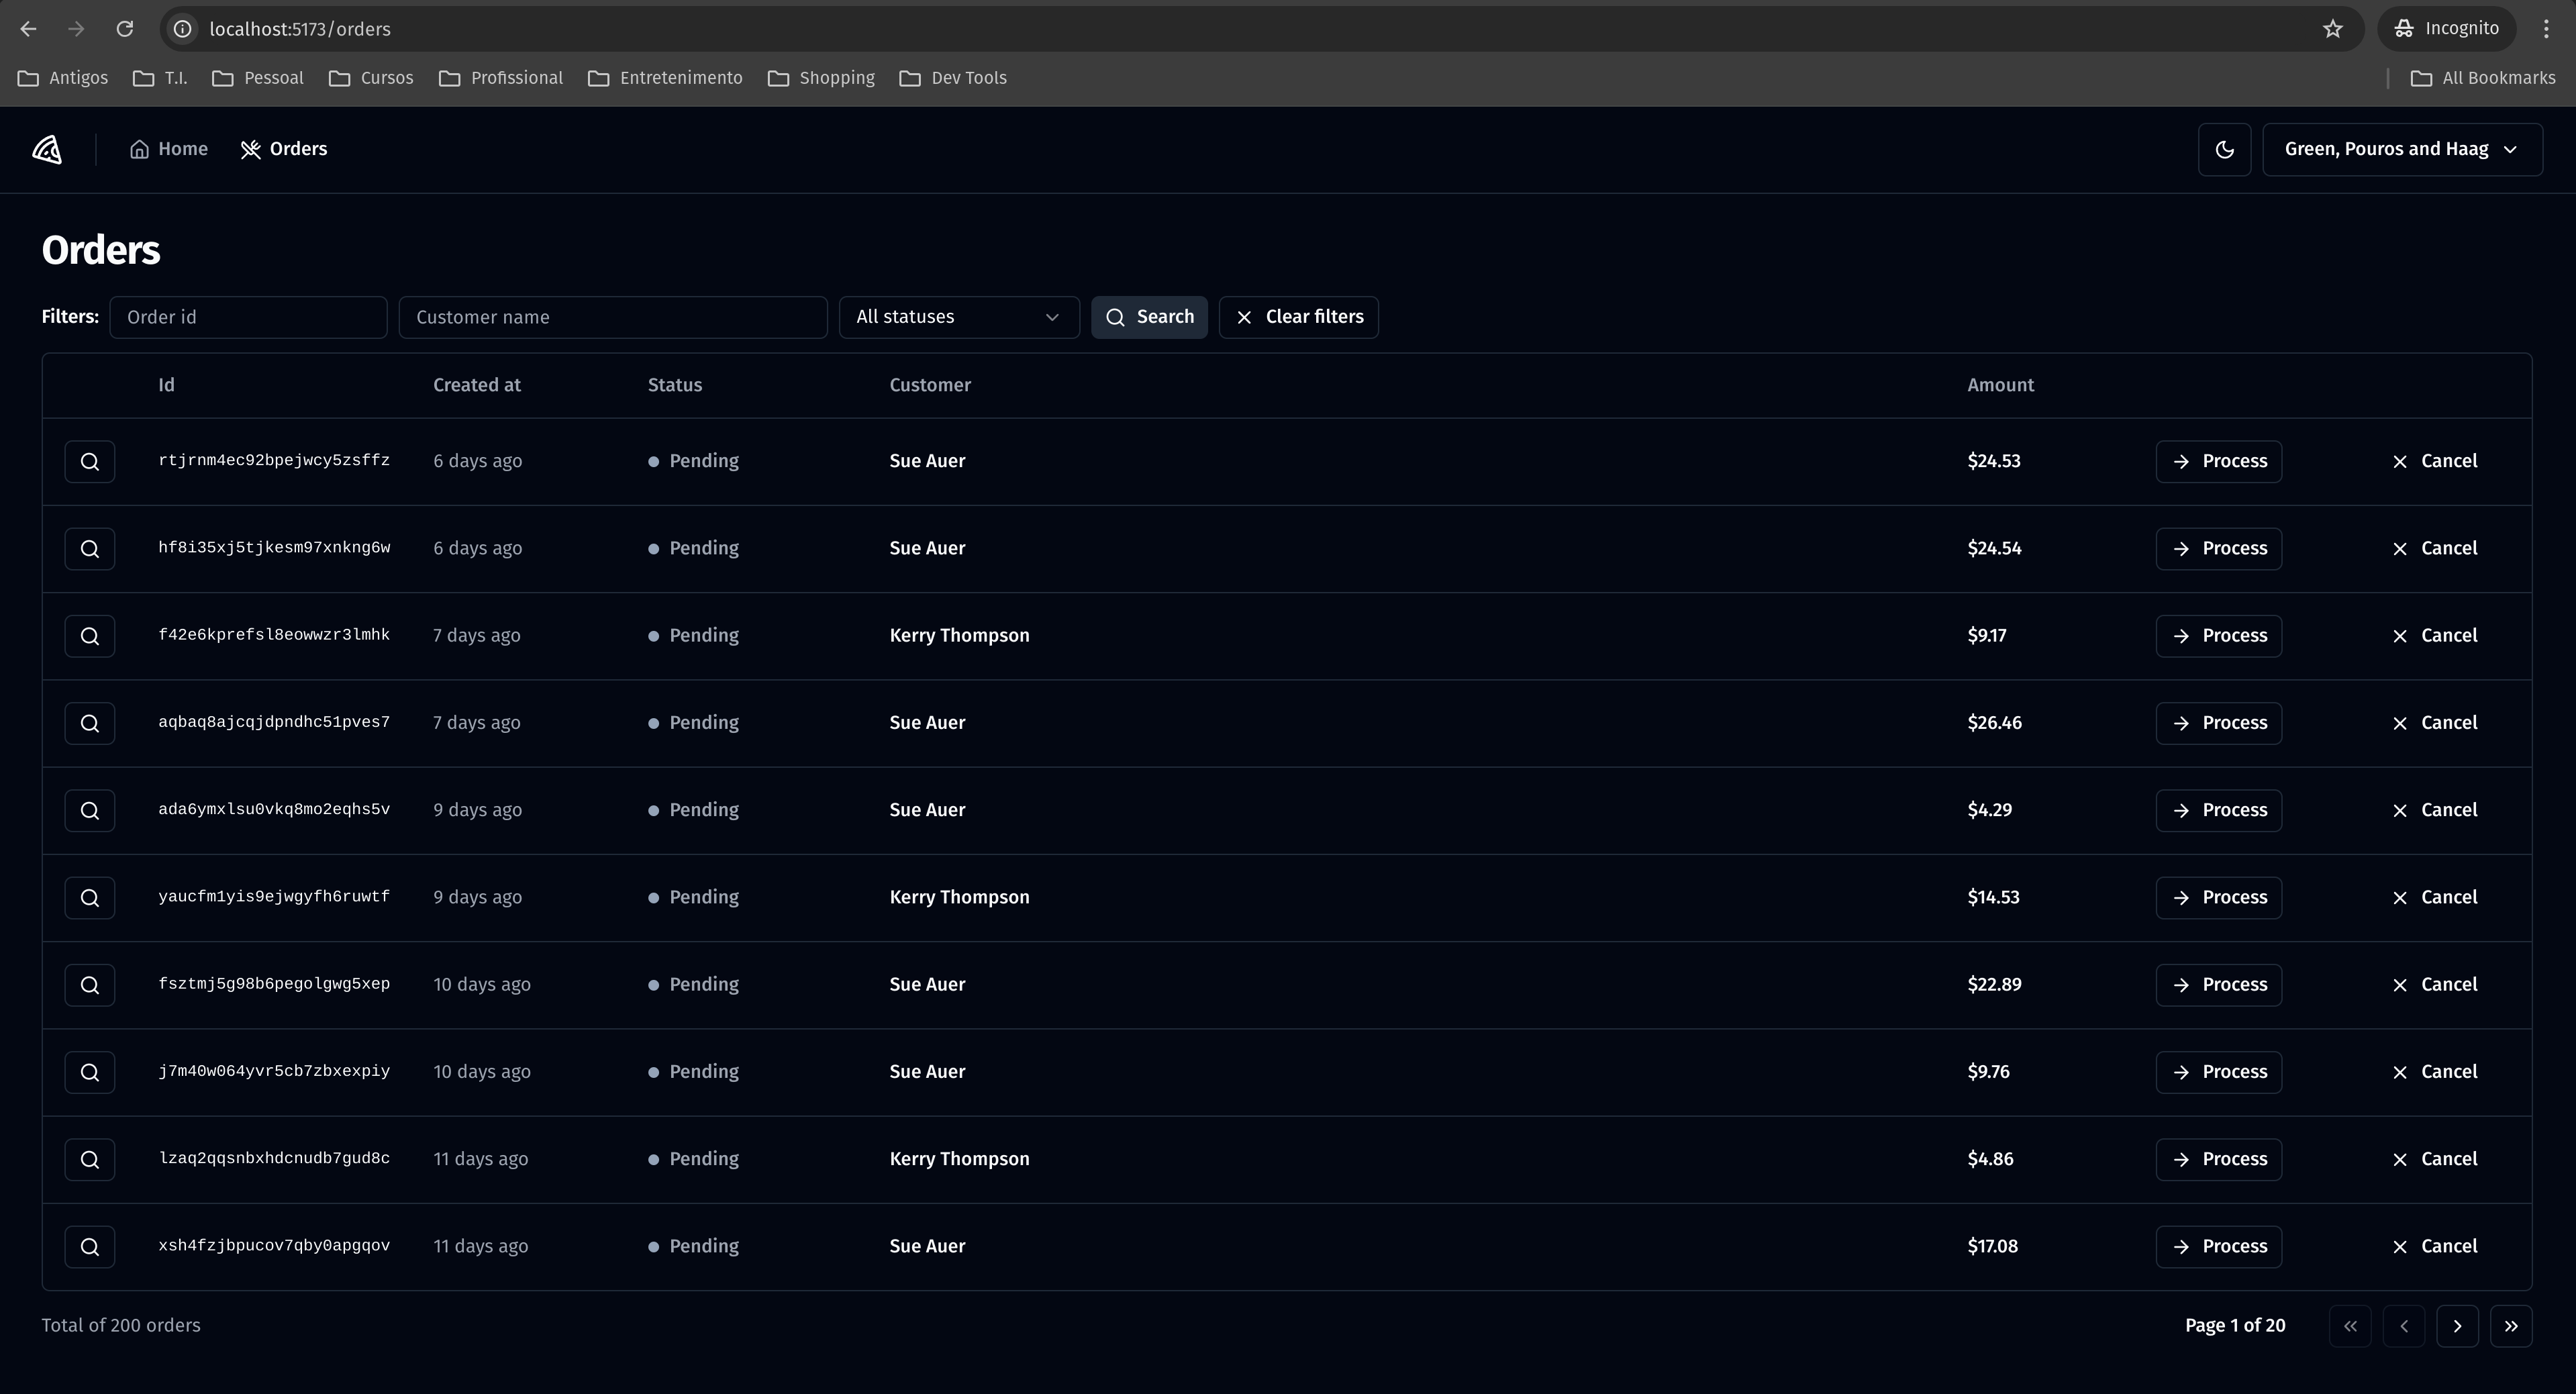 localhost:5173/orders
Incognito
Antigos T.I. Pessoal Cursos Profissional Entretenimento Shopping Dev Tools All Bookmarks
Home Orders Green, Pouros and Haag
Orders
Filters: Order id Customer name All statuses Search Clear filters
Id Created at Status Customer Amount
rtjrnm4ec92bpejwcy5zsffz 6 days ago Pending Sue Auer $24.53 Process Cancel
hf8i35xj5tjkesm97xnkng6w 6 days ago Pending Sue Auer $24.54 Process Cancel
f42e6kprefsl8eowwzr3lmhk 7 days ago Pending Kerry Thompson $9.17 Process Cancel
aqbaq8ajcqjdpndhc51pves7 7 days ago Pending Sue Auer $26.46 Process Cancel
ada6ymxlsu0vkq8mo2eqhs5v 9 days ago Pending Sue Auer $4.29 Process Cancel
yaucfm1yis9ejwgyfh6ruwtf 9 days ago Pending Kerry Thompson $14.53 Process Cancel
fsztmj5g98b6pegolgwg5xep 10 days ago Pending Sue Auer $22.89 Process Cancel
j7m40w064yvr5cb7zbxexpiy 10 days ago Pending Sue Auer $9.76 Process Cancel
lzaq2qqsnbxhdcnudb7gud8c 11 days ago Pending Kerry Thompson $4.86 Process Cancel
xsh4fzjbpucov7qby0apgqov 11 days ago Pending Sue Auer $17.08 Process Cancel
Total of 200 orders Page 1 of 20